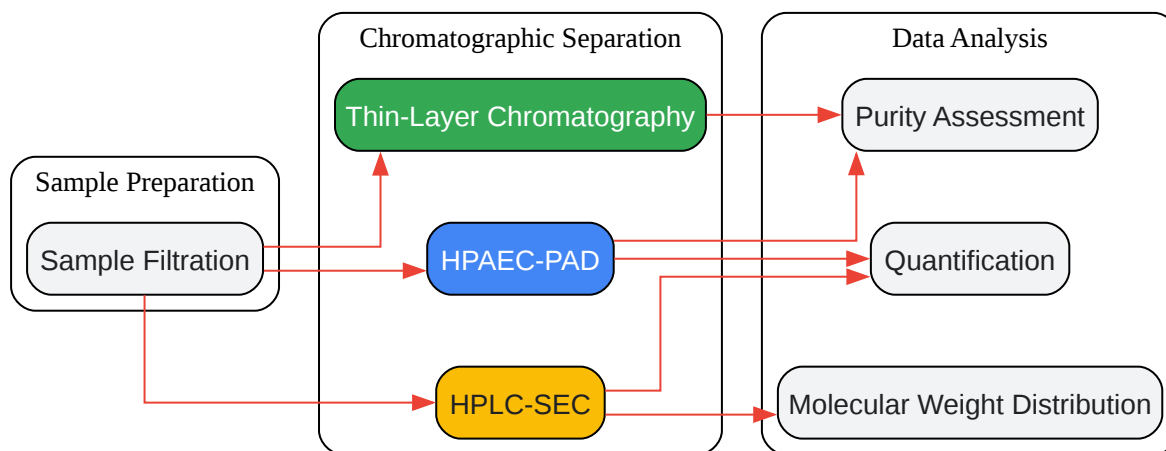 Sample Preparation
Sample Filtration
Chromatographic Separation
Thin-Layer Chromatography
HPAEC-PAD
HPLC-SEC
Data Analysis
Purity Assessment
Quantification
Molecular Weight Distribution